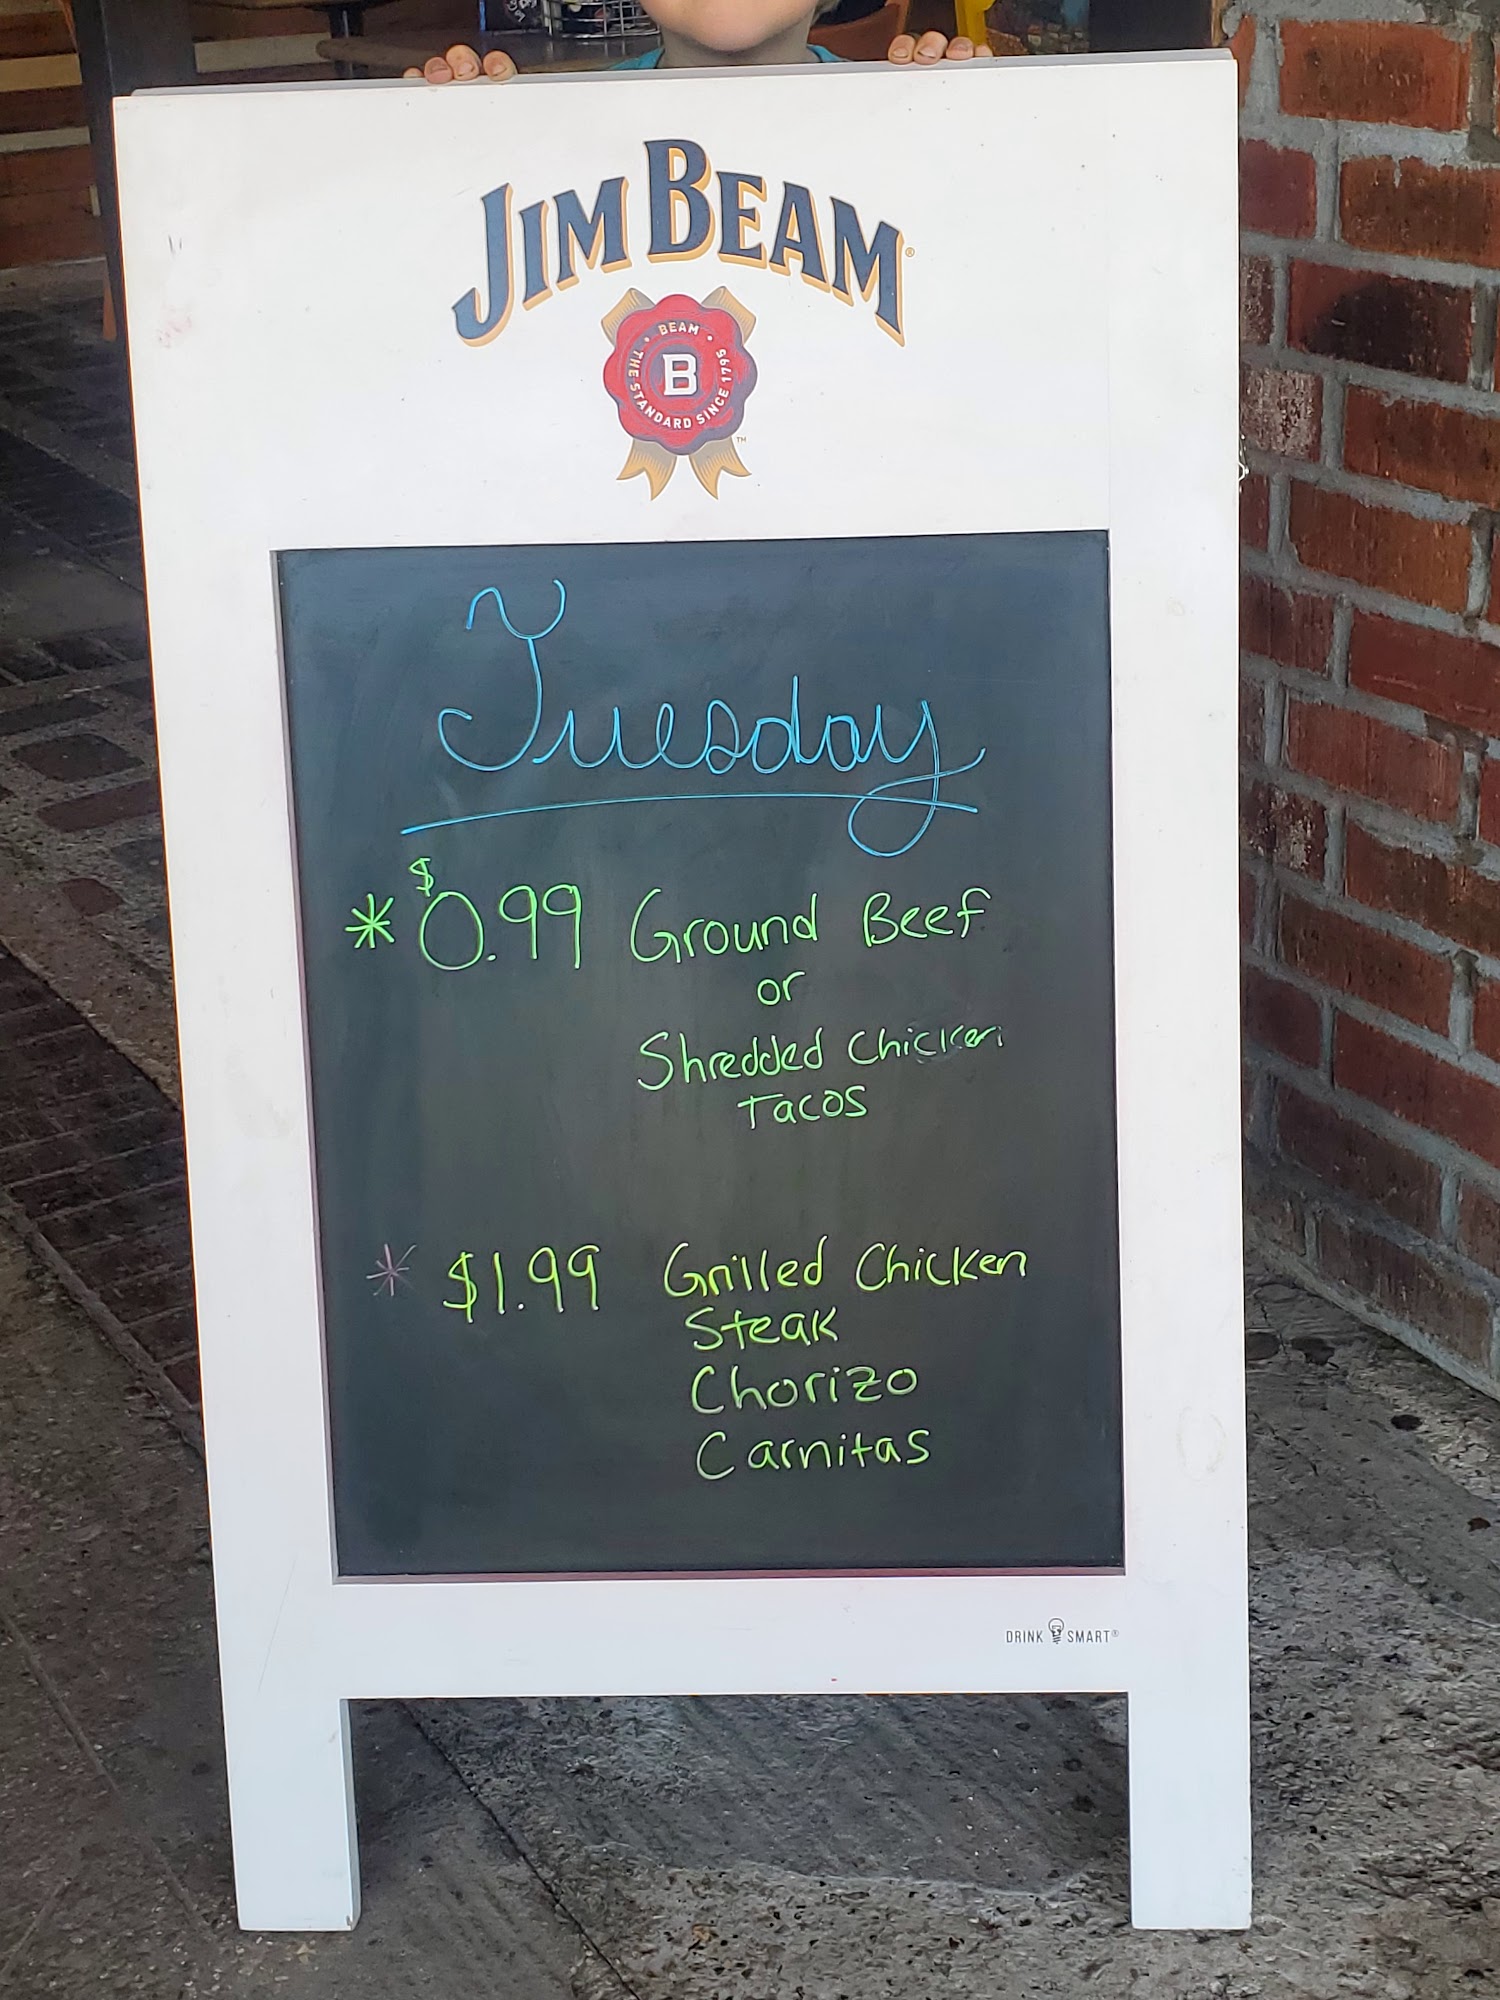 JIM BEAM®
BEAM
B
THE STANDARD SINCE 1795
™
Tuesday
* $0.99 Ground Beef
or
Shredded Chicken
Tacos
* $1.99 Grilled Chicken
Steak
Chorizo
Carnitas
DRINK SMART®